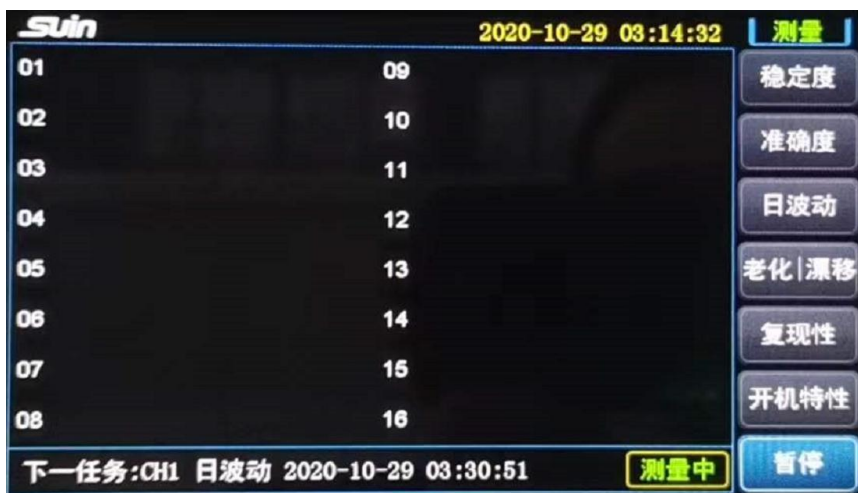 Suin 2020-10-29 03:14:32 测量
01 09 稳定度
02 10 准确度
03 11
04 12 日波动
05 13 老化|漂移
06 14 复现性
07 15 开机特性
08 16
下一任务:CH1 日波动 2020-10-29 03:30:51 测量中 暂停